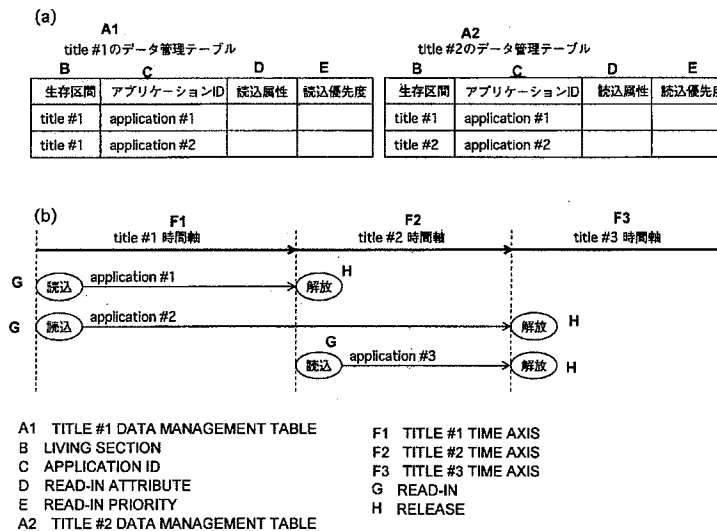 (a)
A1
title #1のデータ管理テーブル
B C D E
生存区間 アプリケーションID 読込属性 読込優先度
title #1 application #1
title #1 application #2
A2
title #2のデータ管理テーブル
B C D E
生存区間 アプリケーションID 読込属性 読込優先度
title #1 application #1
title #2 application #2
(b)
F1 F2 F3
title #1 時間軸 title #2 時間軸 title #3 時間軸
G 読込 application #1 解放 H
G 読込 application #2 解放 H
G
読込 application #3 解放 H
A1 TITLE #1 DATA MANAGEMENT TABLE
B LIVING SECTION
C APPLICATION ID
D READ-IN ATTRIBUTE
E READ-IN PRIORITY
A2 TITLE #2 DATA MANAGEMENT TABLE
F1 TITLE #1 TIME AXIS
F2 TITLE #2 TIME AXIS
F3 TITLE #3 TIME AXIS
G READ-IN
H RELEASE